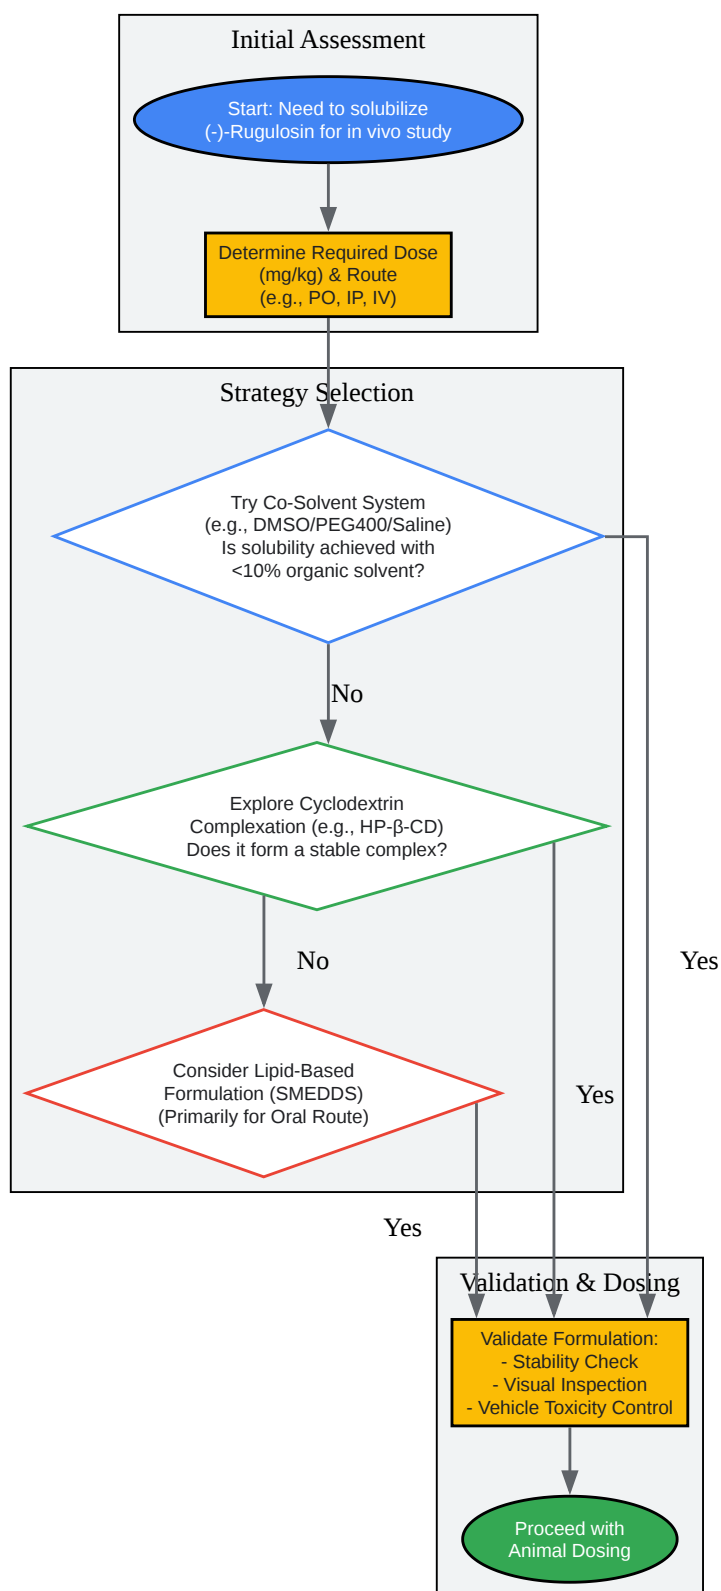 Initial Assessment
Start: Need to solubilize
(-)-Rugulosin for in vivo study
Determine Required Dose
(mg/kg) & Route
(e.g., PO, IP, IV)
Strategy Selection
Try Co-Solvent System
(e.g., DMSO/PEG400/Saline)
Is solubility achieved with
<10% organic solvent?
No
Explore Cyclodextrin
Complexation (e.g., HP-β-CD)
Does it form a stable complex?
No
Yes
Consider Lipid-Based
Formulation (SMEDDS)
(Primarily for Oral Route)
Yes
Yes
Validation & Dosing
Validate Formulation:
- Stability Check
- Visual Inspection
- Vehicle Toxicity Control
Proceed with
Animal Dosing